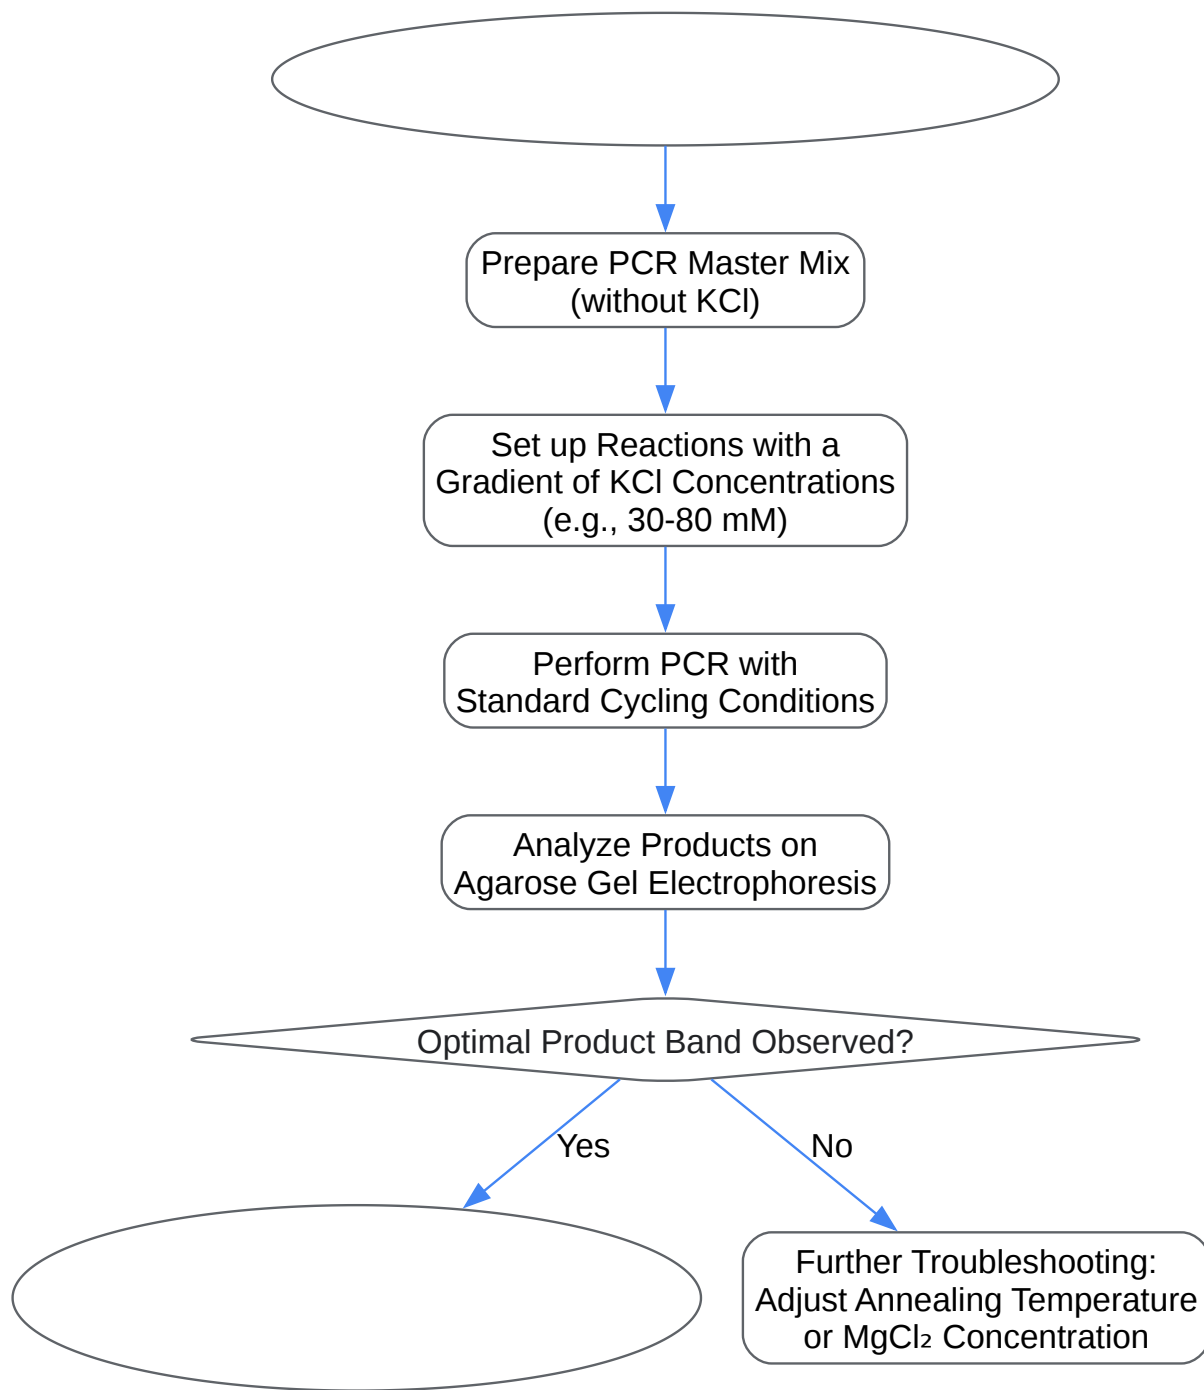 Prepare PCR Master Mix
(without KCl)
Set up Reactions with a
Gradient of KCl Concentrations
(e.g., 30-80 mM)
Perform PCR with
Standard Cycling Conditions
Analyze Products on
Agarose Gel Electrophoresis
Optimal Product Band Observed?
Yes
No
Further Troubleshooting:
Adjust Annealing Temperature
or MgCl₂ Concentration